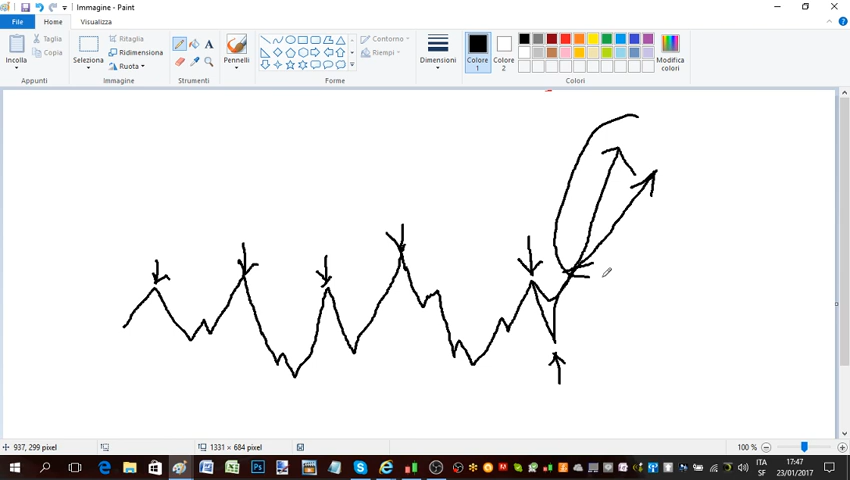 Immagine - Paint
File Home Visualizza
Incolla
Taglia
Copia
Appunti
Seleziona
Ritaglia
Ridimensiona
Ruota
Immagine
A
Strumenti
Pennelli
Contorno
Riempi
Forme
Dimensioni
Colore 1
Colore 2
Modifica colori
Colori
937, 299 pixel
1331 × 684 pixel
100 %
ITA
SF
17:47
23/01/2017